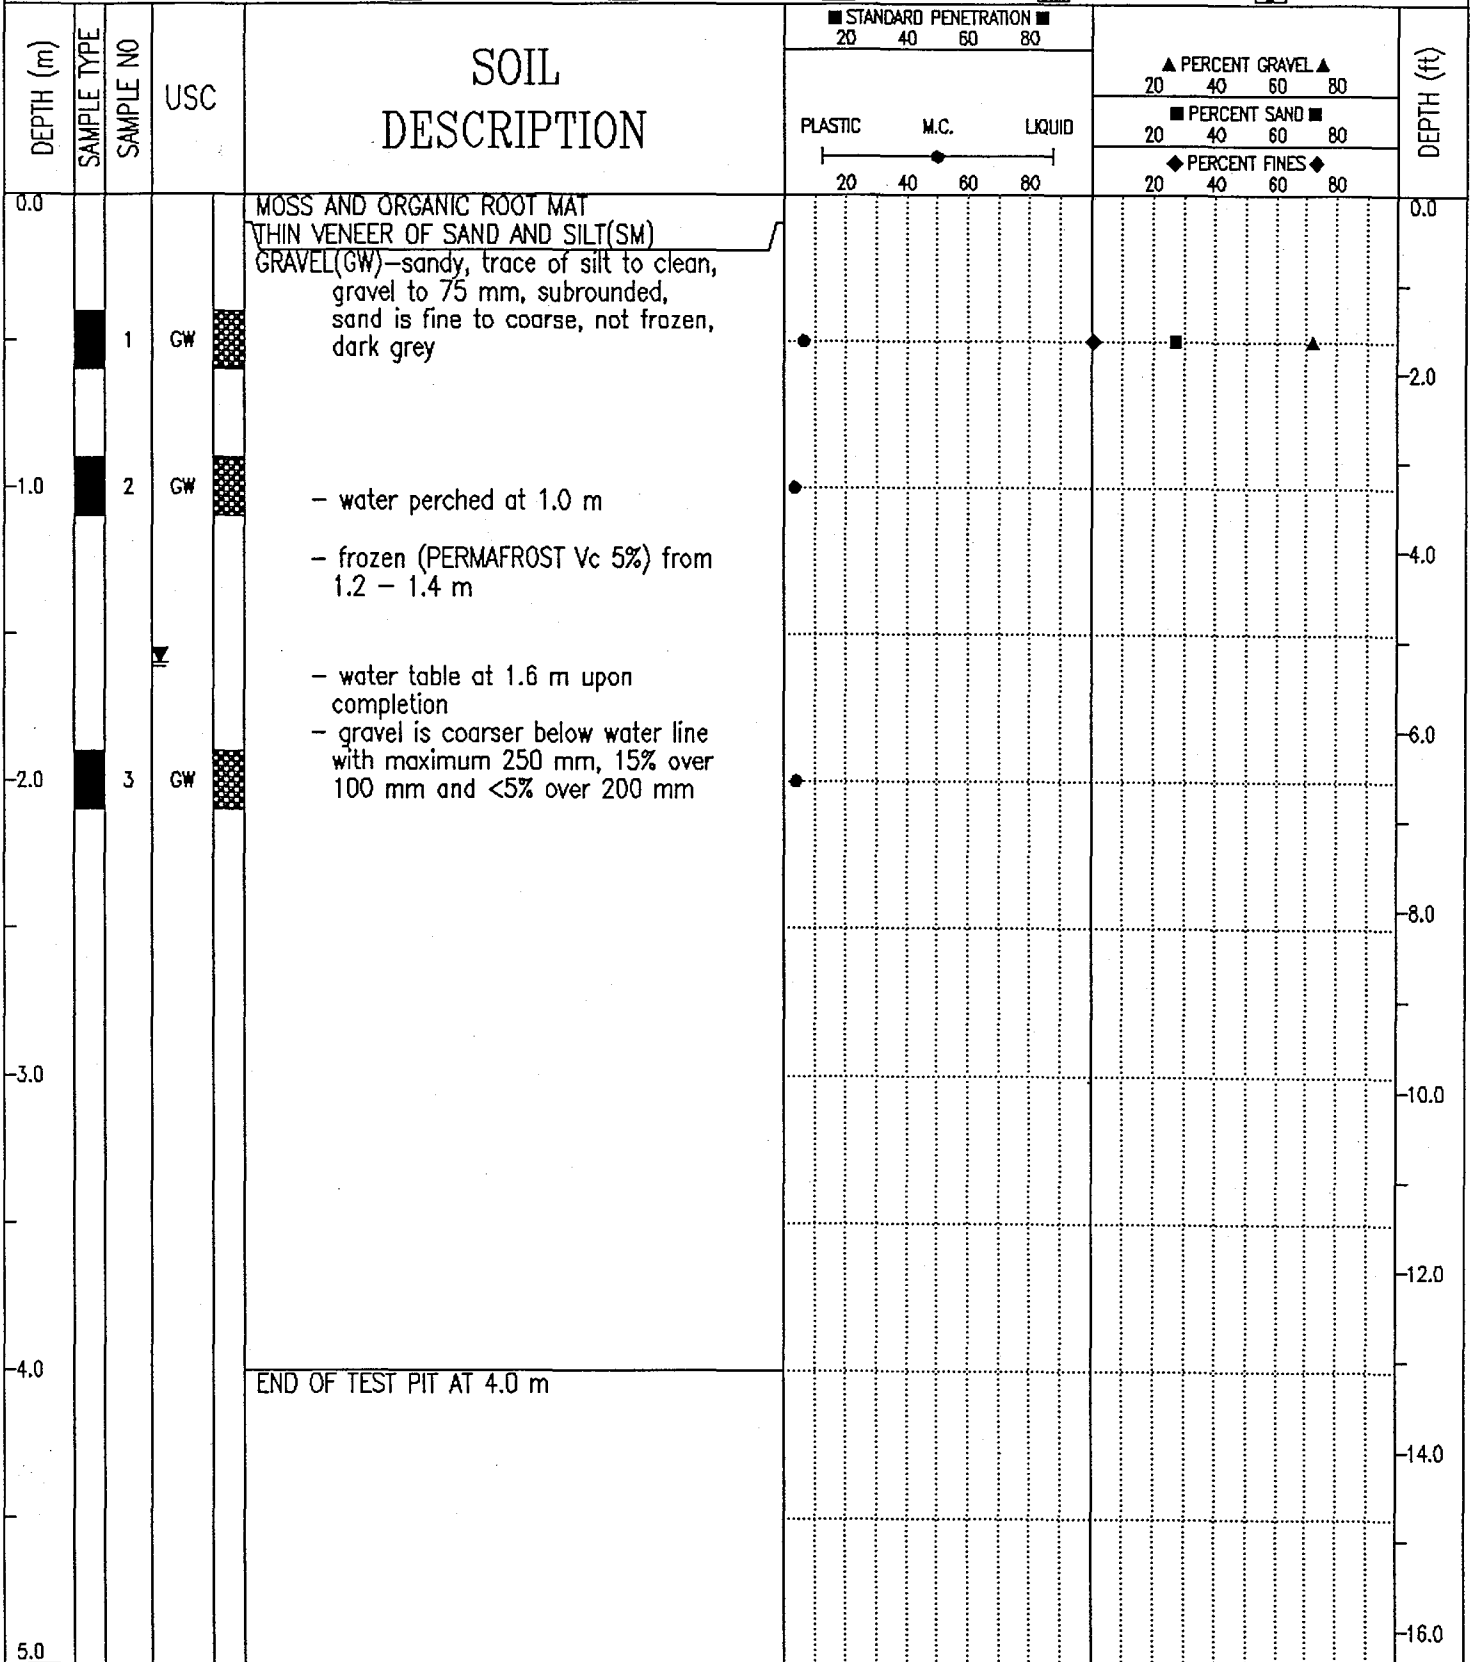 ■ STANDARD PENETRATION ■
20 40 60 80
DEPTH (m)
SAMPLE TYPE
SAMPLE NO
USC
SOIL
DESCRIPTION
PLASTIC M.C. LIQUID
20 40 60 80
▲ PERCENT GRAVEL ▲
20 40 60 80
■ PERCENT SAND ■
20 40 60 80
◆ PERCENT FINES ◆
20 40 60 80
DEPTH (ft)
0.0
MOSS AND ORGANIC ROOT MAT
0.0
THIN VENEER OF SAND AND SILT(SM)
GRAVEL(GW)–sandy, trace of silt to clean,
gravel to 75 mm, subrounded,
sand is fine to coarse, not frozen,
1 GW
dark grey
-2.0
-1.0 2 GW
– water perched at 1.0 m
– frozen (PERMAFROST Vc 5%) from
-4.0
1.2 – 1.4 m
– water table at 1.6 m upon
completion
– gravel is coarser below water line
-6.0
with maximum 250 mm, 15% over
-2.0 3 GW
100 mm and <5% over 200 mm
-8.0
-3.0
-10.0
-12.0
-4.0
END OF TEST PIT AT 4.0 m
-14.0
-16.0
5.0